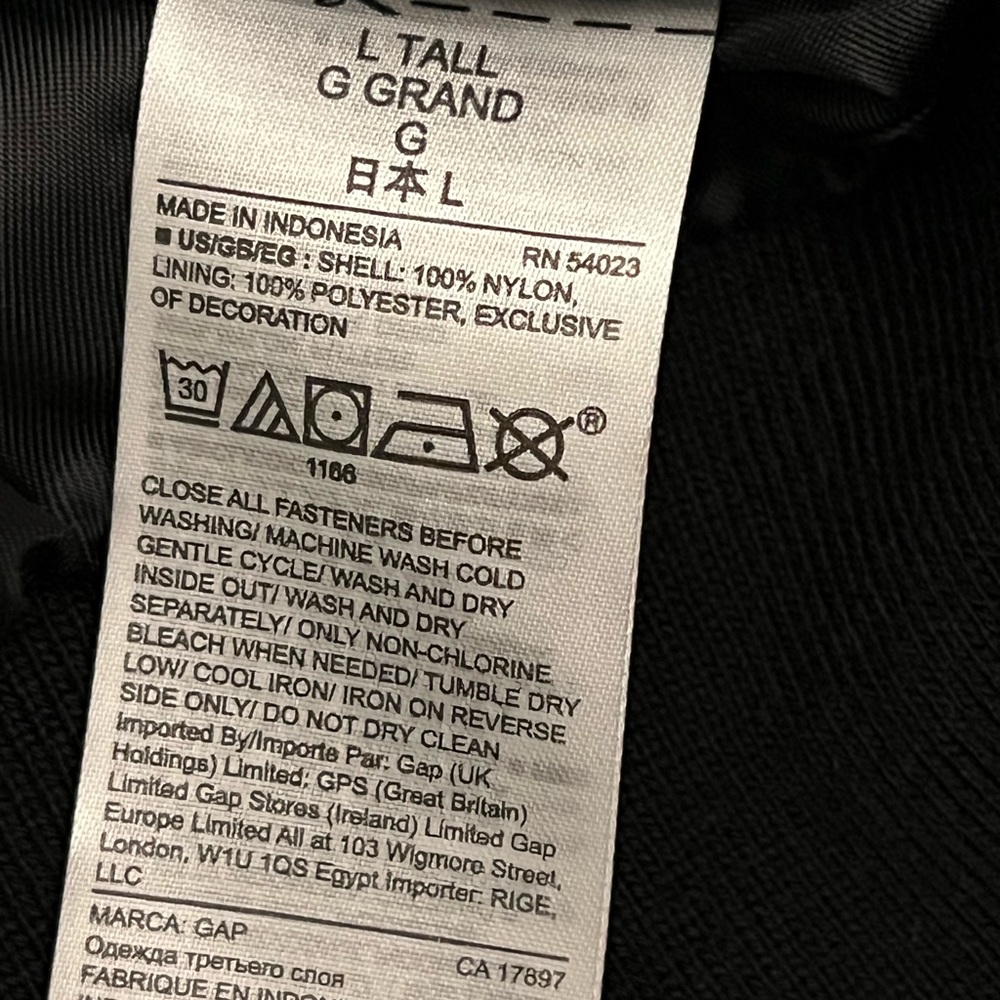 L TALL
G GRAND
G
日本 L
MADE IN INDONESIA
RN 54023
■ US/GB/EG : SHELL: 100% NYLON,
LINING: 100% POLYESTER, EXCLUSIVE
OF DECORATION
30
®
1166
CLOSE ALL FASTENERS BEFORE
WASHING/ MACHINE WASH COLD
GENTLE CYCLE/ WASH AND DRY
INSIDE OUT/ WASH AND DRY
SEPARATELY/ ONLY NON-CHLORINE
BLEACH WHEN NEEDED/ TUMBLE DRY
LOW/ COOL IRON/ IRON ON REVERSE
SIDE ONLY/ DO NOT DRY CLEAN
Imported By/Importe Par: Gap (UK
Holdings) Limited; GPS (Great Britain)
Limited Gap Stores (Ireland) Limited Gap
Europe Limited All at 103 Wigmore Street,
London, W1U 1QS Egypt Importer: RIGE,
LLC
MARCA: GAP
CA 17897
Одежда третьего слоя
FABRIQUE EN